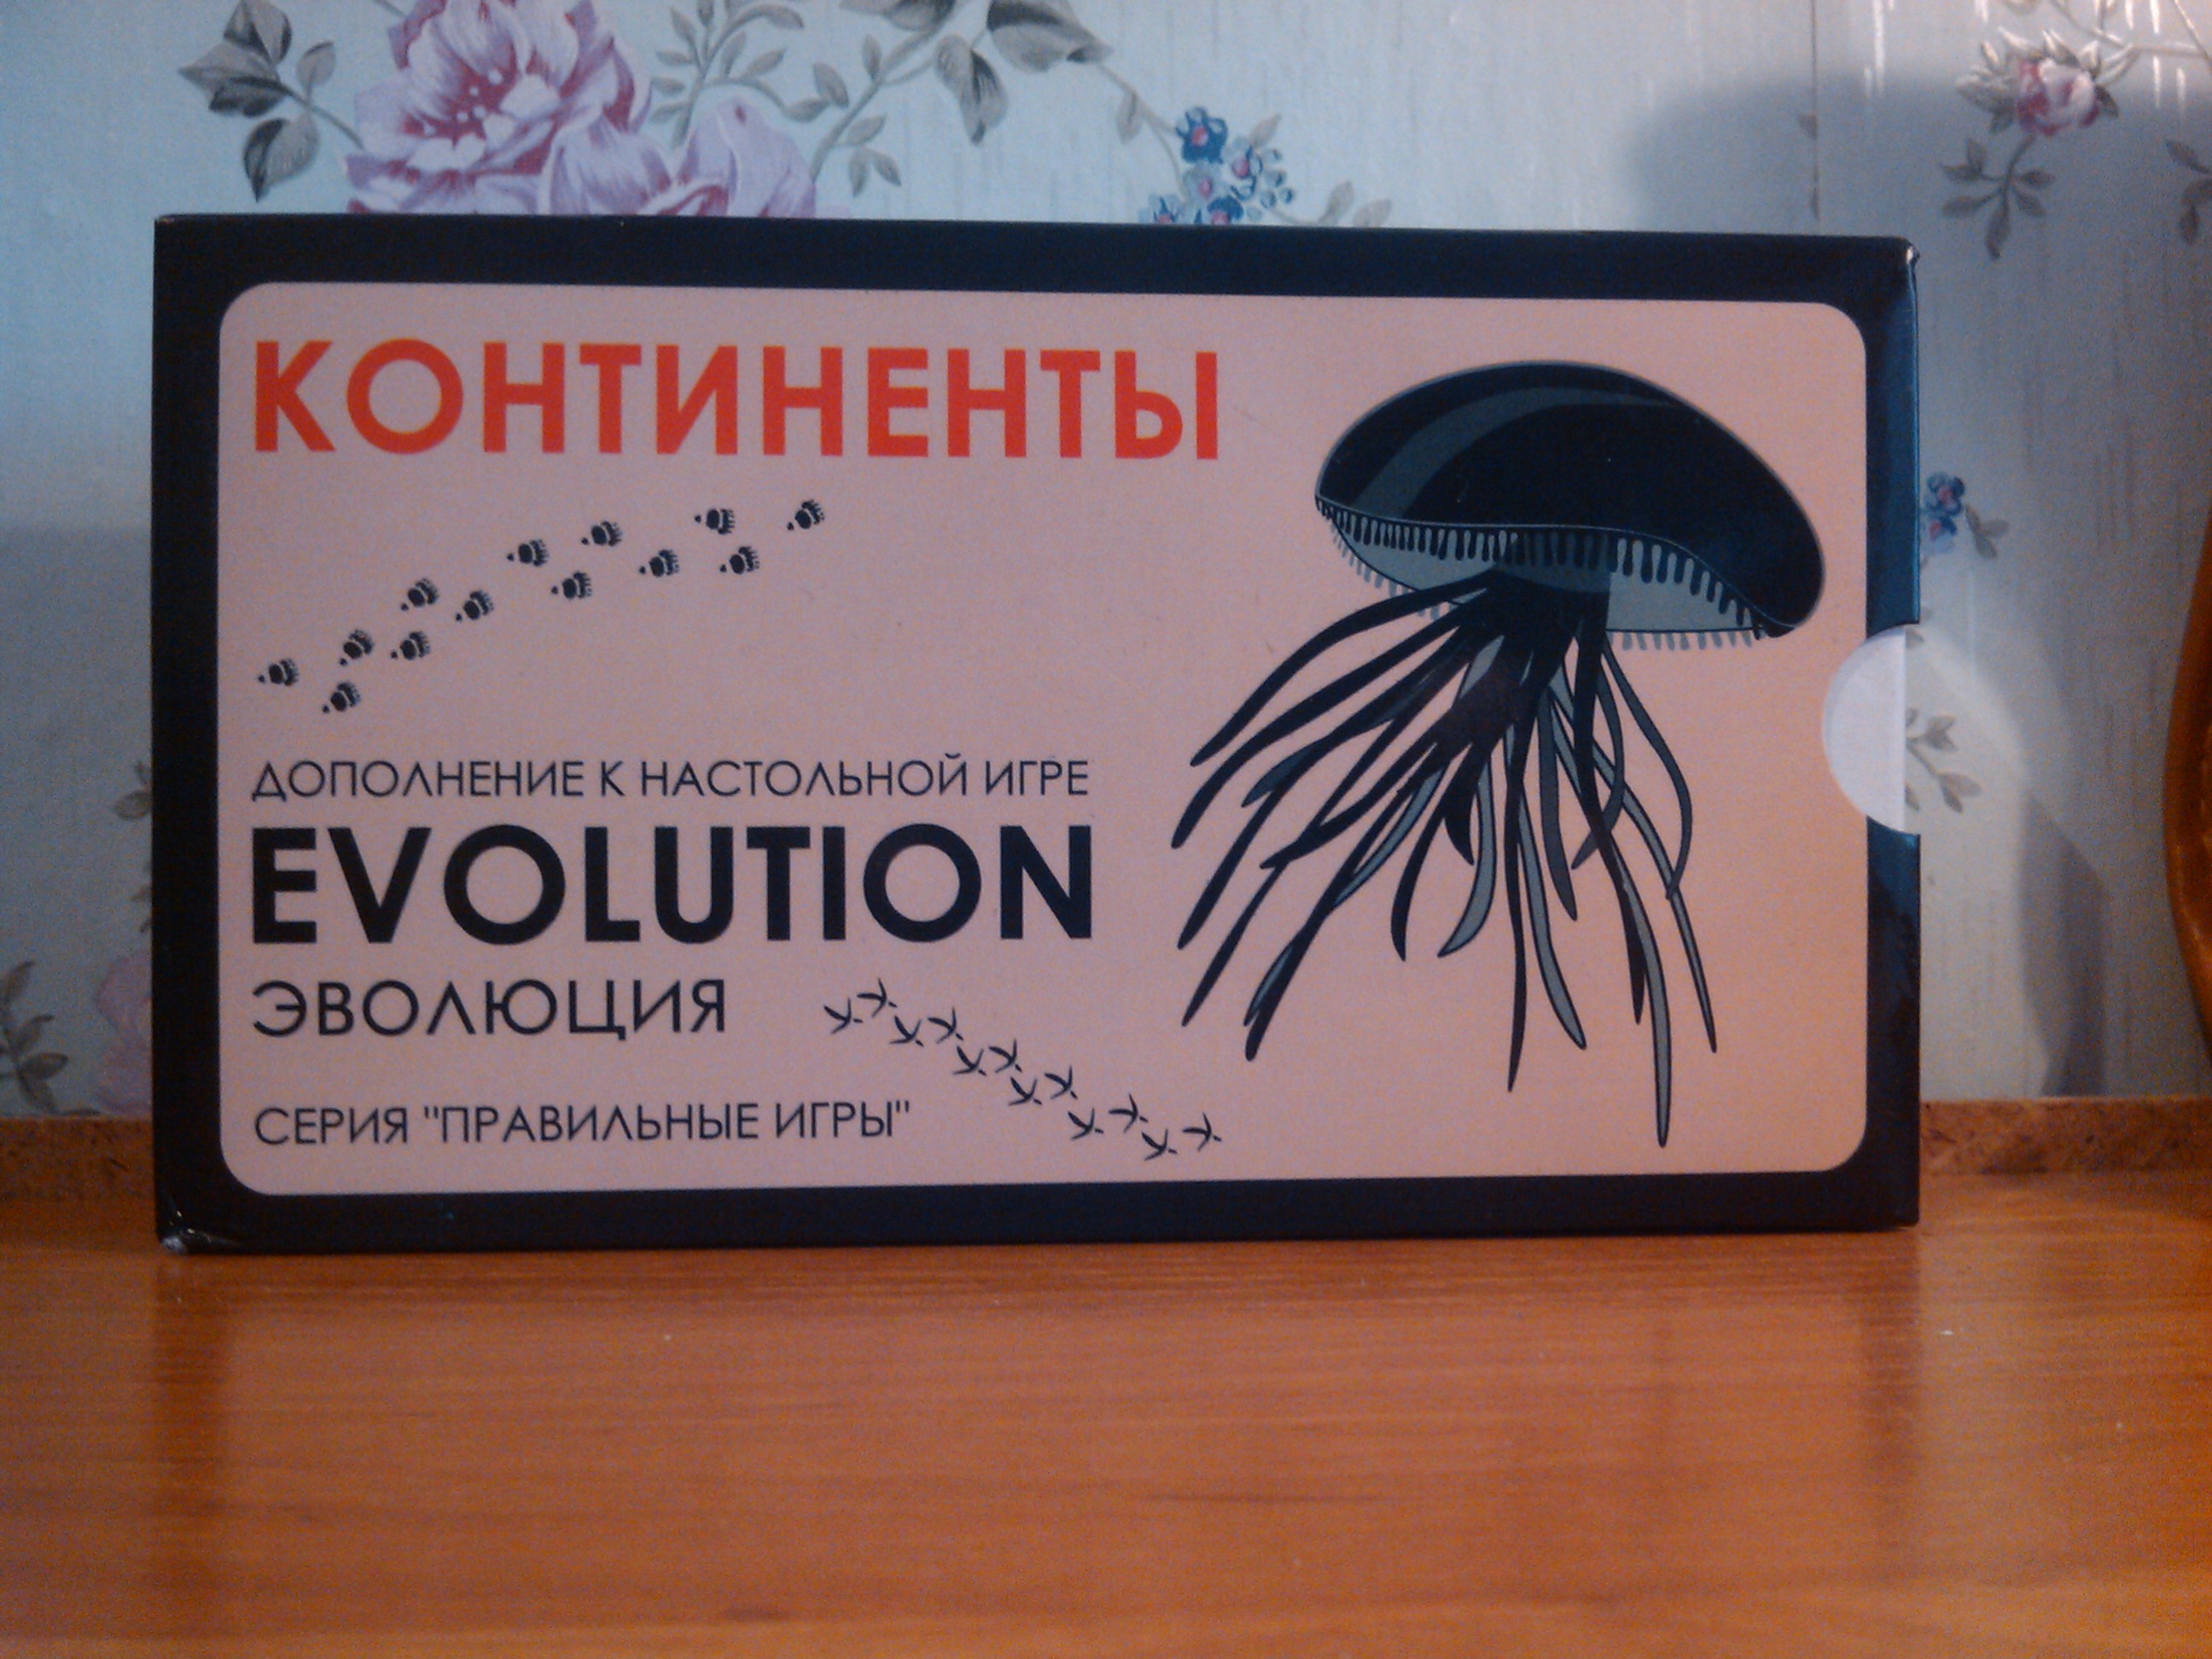 КОНТИНЕНТЫ
ДОПОЛНЕНИЕ К НАСТОЛЬНОЙ ИГРЕ
EVOLUTION
ЭВОЛЮЦИЯ
СЕРИЯ "ПРАВИЛЬНЫЕ ИГРЫ"